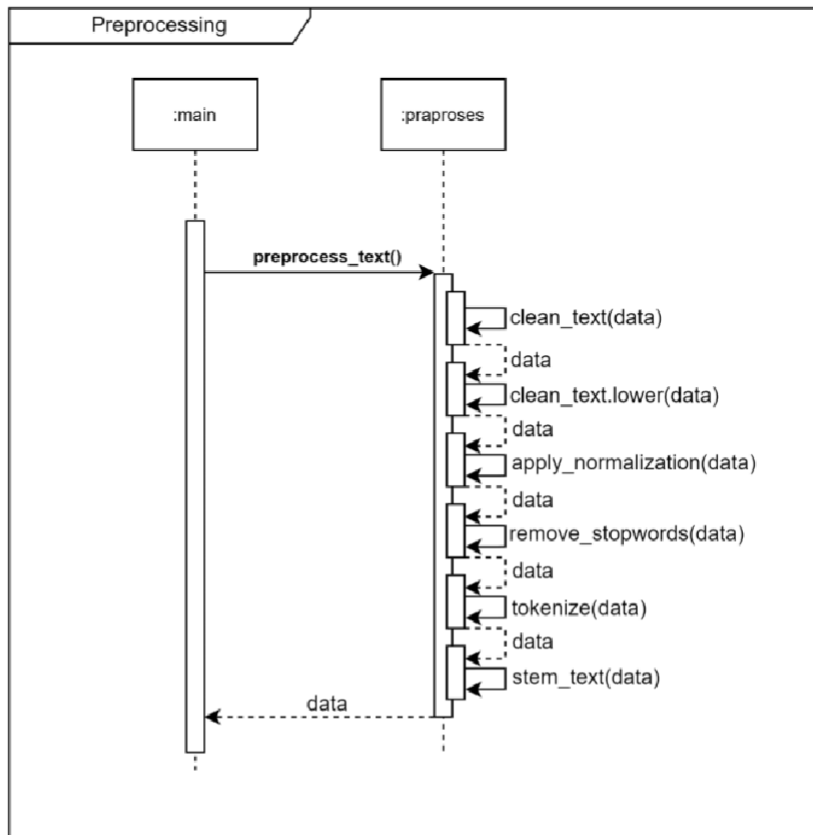 Preprocessing
:main
:praproses
preprocess_text()
clean_text(data)
data
clean_text.lower(data)
data
apply_normalization(data)
data
remove_stopwords(data)
data
tokenize(data)
data
stem_text(data)
data